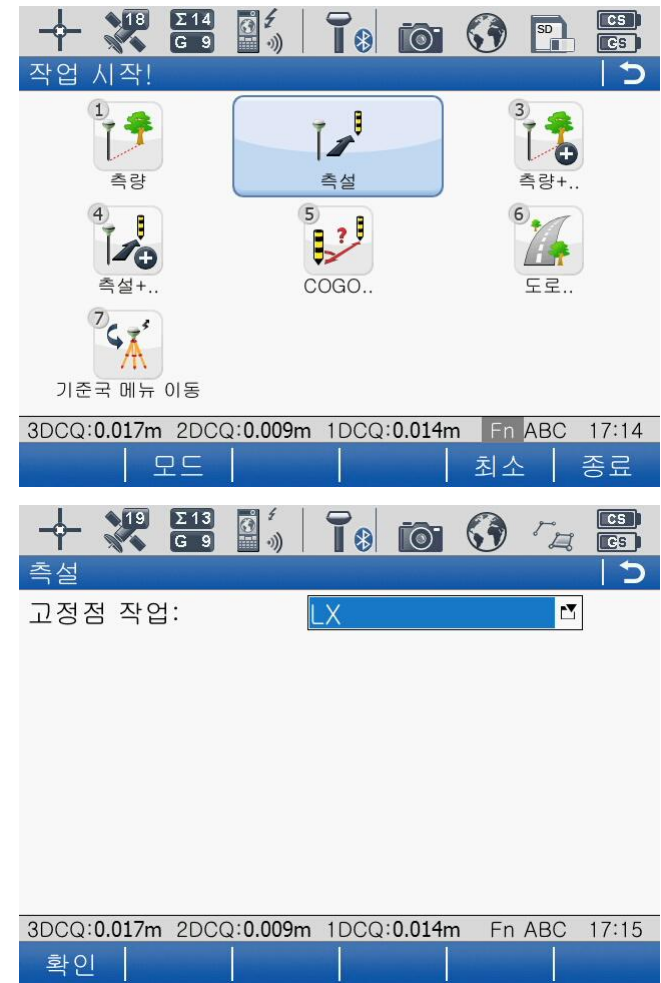 18 Σ 14 G 9 SD CS GS
작업 시작!
1 3
측량 측설 측량+..
4 5 ? 6
측설+.. COGO.. 도로..
7
기준국 메뉴 이동
3DCQ:0.017m 2DCQ:0.009m 1DCQ:0.014m Fn ABC 17:14
모드 최소 종료
19 Σ 13 G 9 CS GS
측설
고정점 작업: LX
3DCQ:0.017m 2DCQ:0.009m 1DCQ:0.014m Fn ABC 17:15
확인